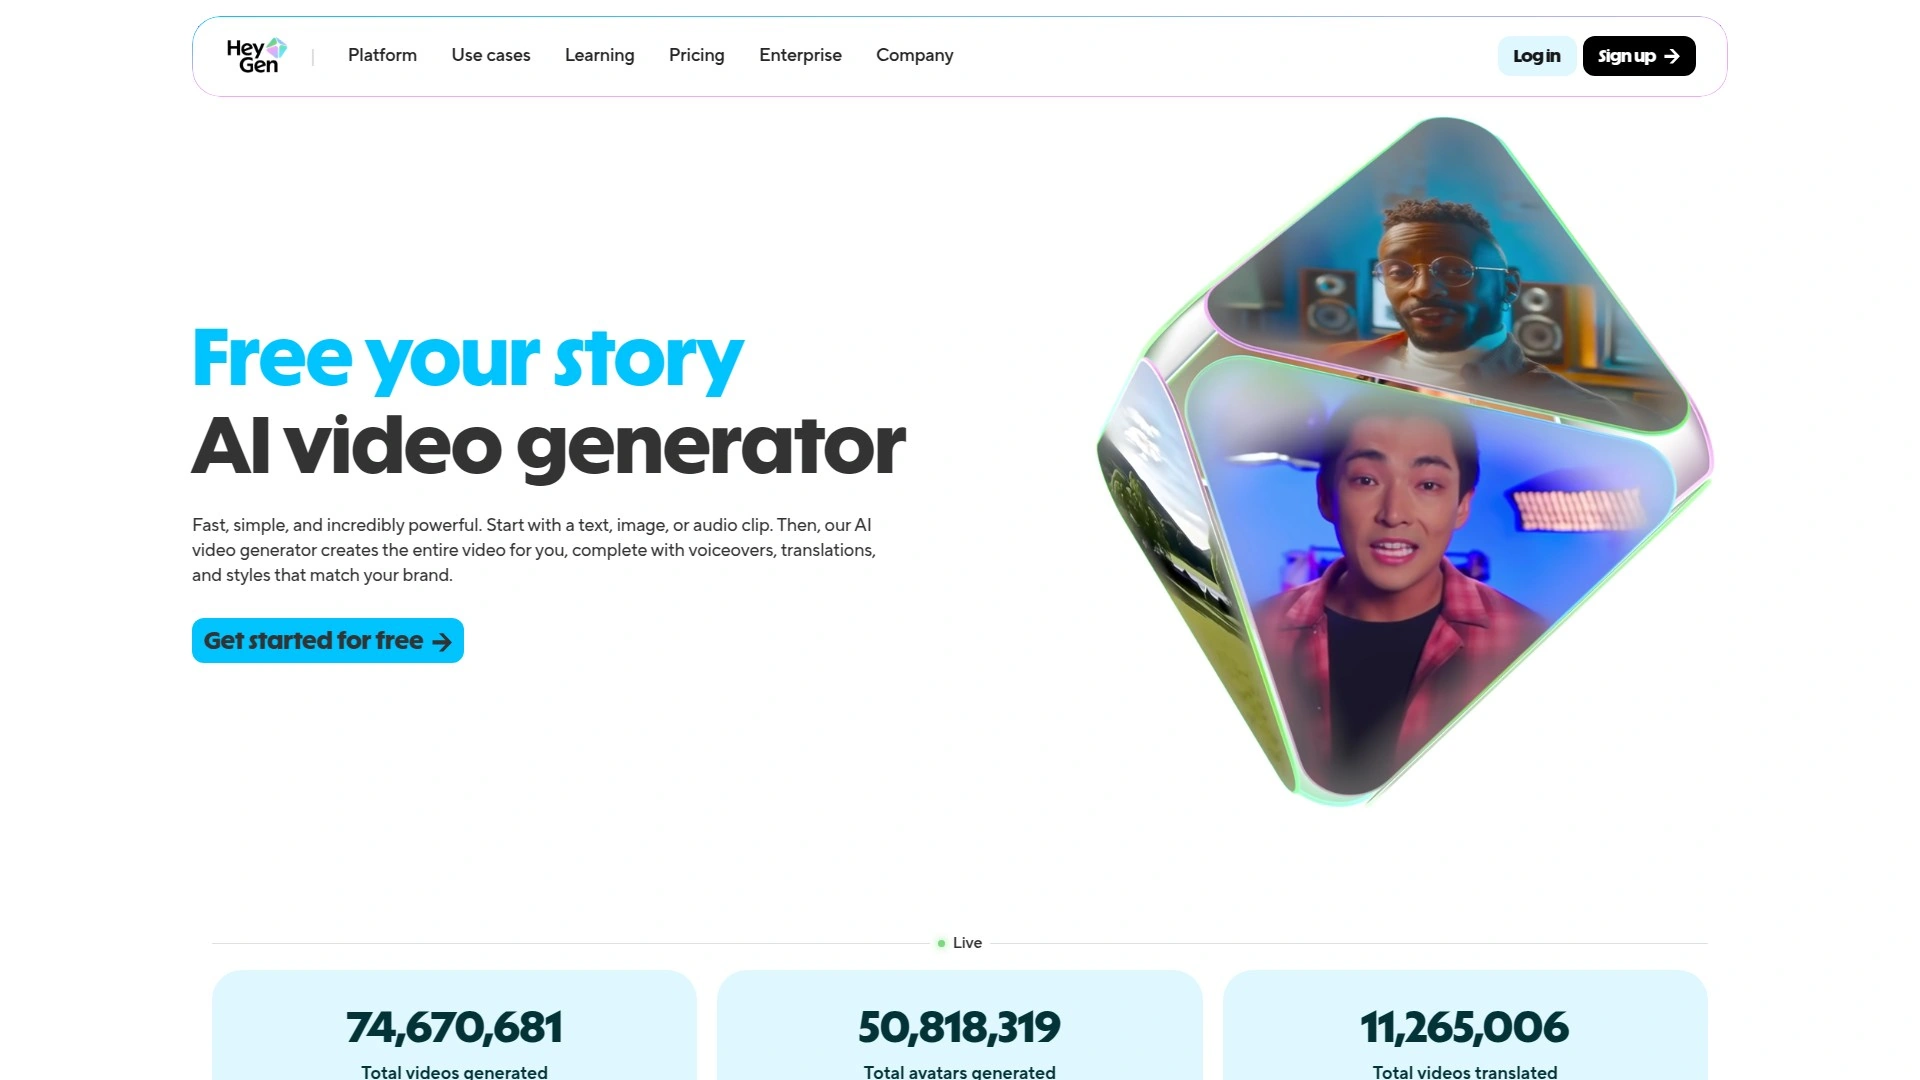 Hey
Gen
Platform
Use cases
Learning
Pricing
Enterprise
Company
Log in
Sign up
Free your story
AI video generator
Fast, simple, and incredibly powerful. Start with a text, image, or audio clip. Then, our AI
video generator creates the entire video for you, complete with voiceovers, translations,
and styles that match your brand.
Get started for free
Live
74,670,681
Total videos generated
50,818,319
Total avatars generated
11,265,006
Total videos translated